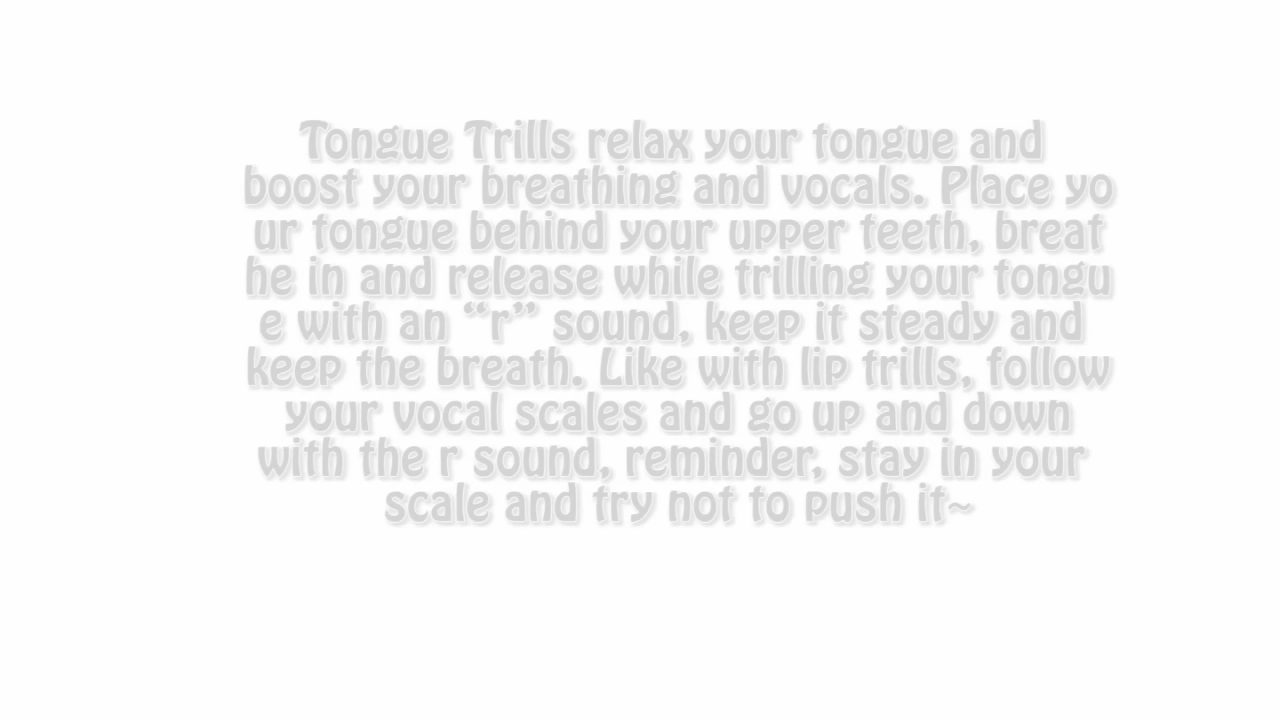 Tongue Trills relax your tongue and
boost your breathing and vocals. Place yo
ur tongue behind your upper teeth, breat
he in and release while trilling your tongu
e with an “r” sound, keep it steady and
keep the breath. Like with lip trills, follow
your vocal scales and go up and down
with the r sound, reminder, stay in your
scale and try not to push it~